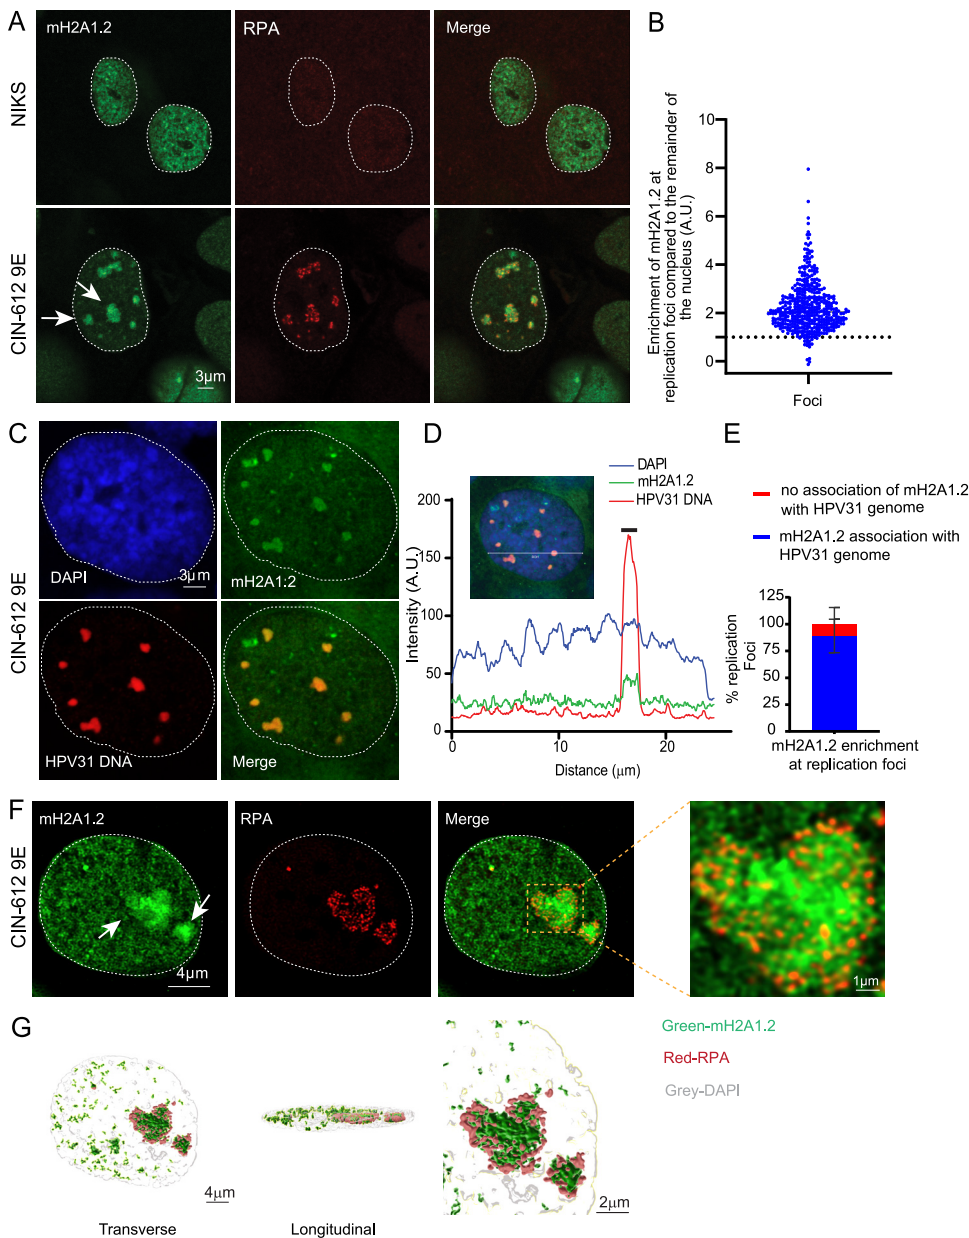 A
mH2A1.2
RPA
Merge
NIKS
CIN-612 9E
3μm
B
Enrichment of mH2A1.2 at
replication foci compared to the remainder of
the nucleus (A.U.)
10
8
6
4
2
0
Foci
C
CIN-612 9E
DAPI
3μm
mH2A1.2
HPV31 DNA
Merge
D
DAPI
mH2A1.2
HPV31 DNA
Intensity (A.U.)
200
150
100
50
0
0
10
20
Distance (μm)
E
no association of mH2A1.2
with HPV31 genome
mH2A1.2 association with
HPV31 genome
% replication
Foci
125
100
75
50
25
0
mH2A1.2 enrichment
at replication foci
F
CIN-612 9E
mH2A1.2
RPA
Merge
4μm
1μm
G
Green-mH2A1.2
Red-RPA
Grey-DAPI
4μm
2μm
Transverse
Longitudinal